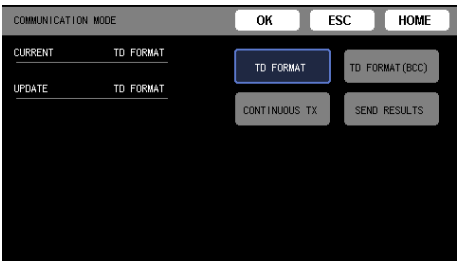 COMMUNICATION MODE OK ESC HOME
CURRENT TD FORMAT
TD FORMAT TD FORMAT(BCC)
UPDATE TD FORMAT
CONTINUOUS TX SEND RESULTS